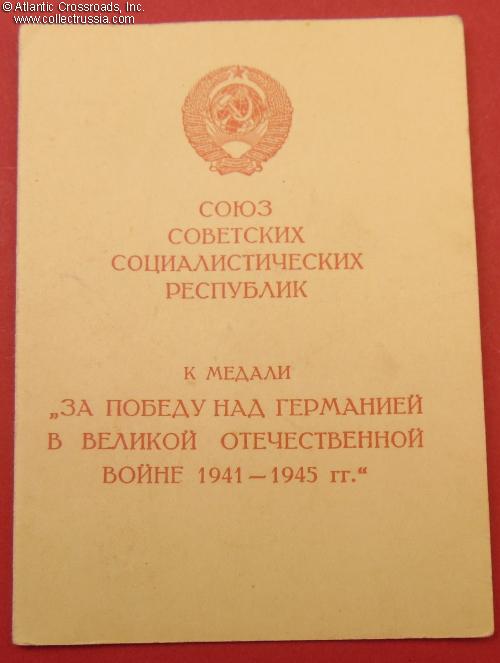 © Atlantic Crossroads, Inc.
www.collectrussia.com
СОЮЗ
СОВЕТСКИХ
СОЦИАЛИСТИЧЕСКИХ
РЕСПУБЛИК
К МЕДАЛИ
„ЗА ПОБЕДУ НАД ГЕРМАНИЕЙ
В ВЕЛИКОЙ ОТЕЧЕСТВЕННОЙ
ВОЙНЕ 1941—1945 гг.“